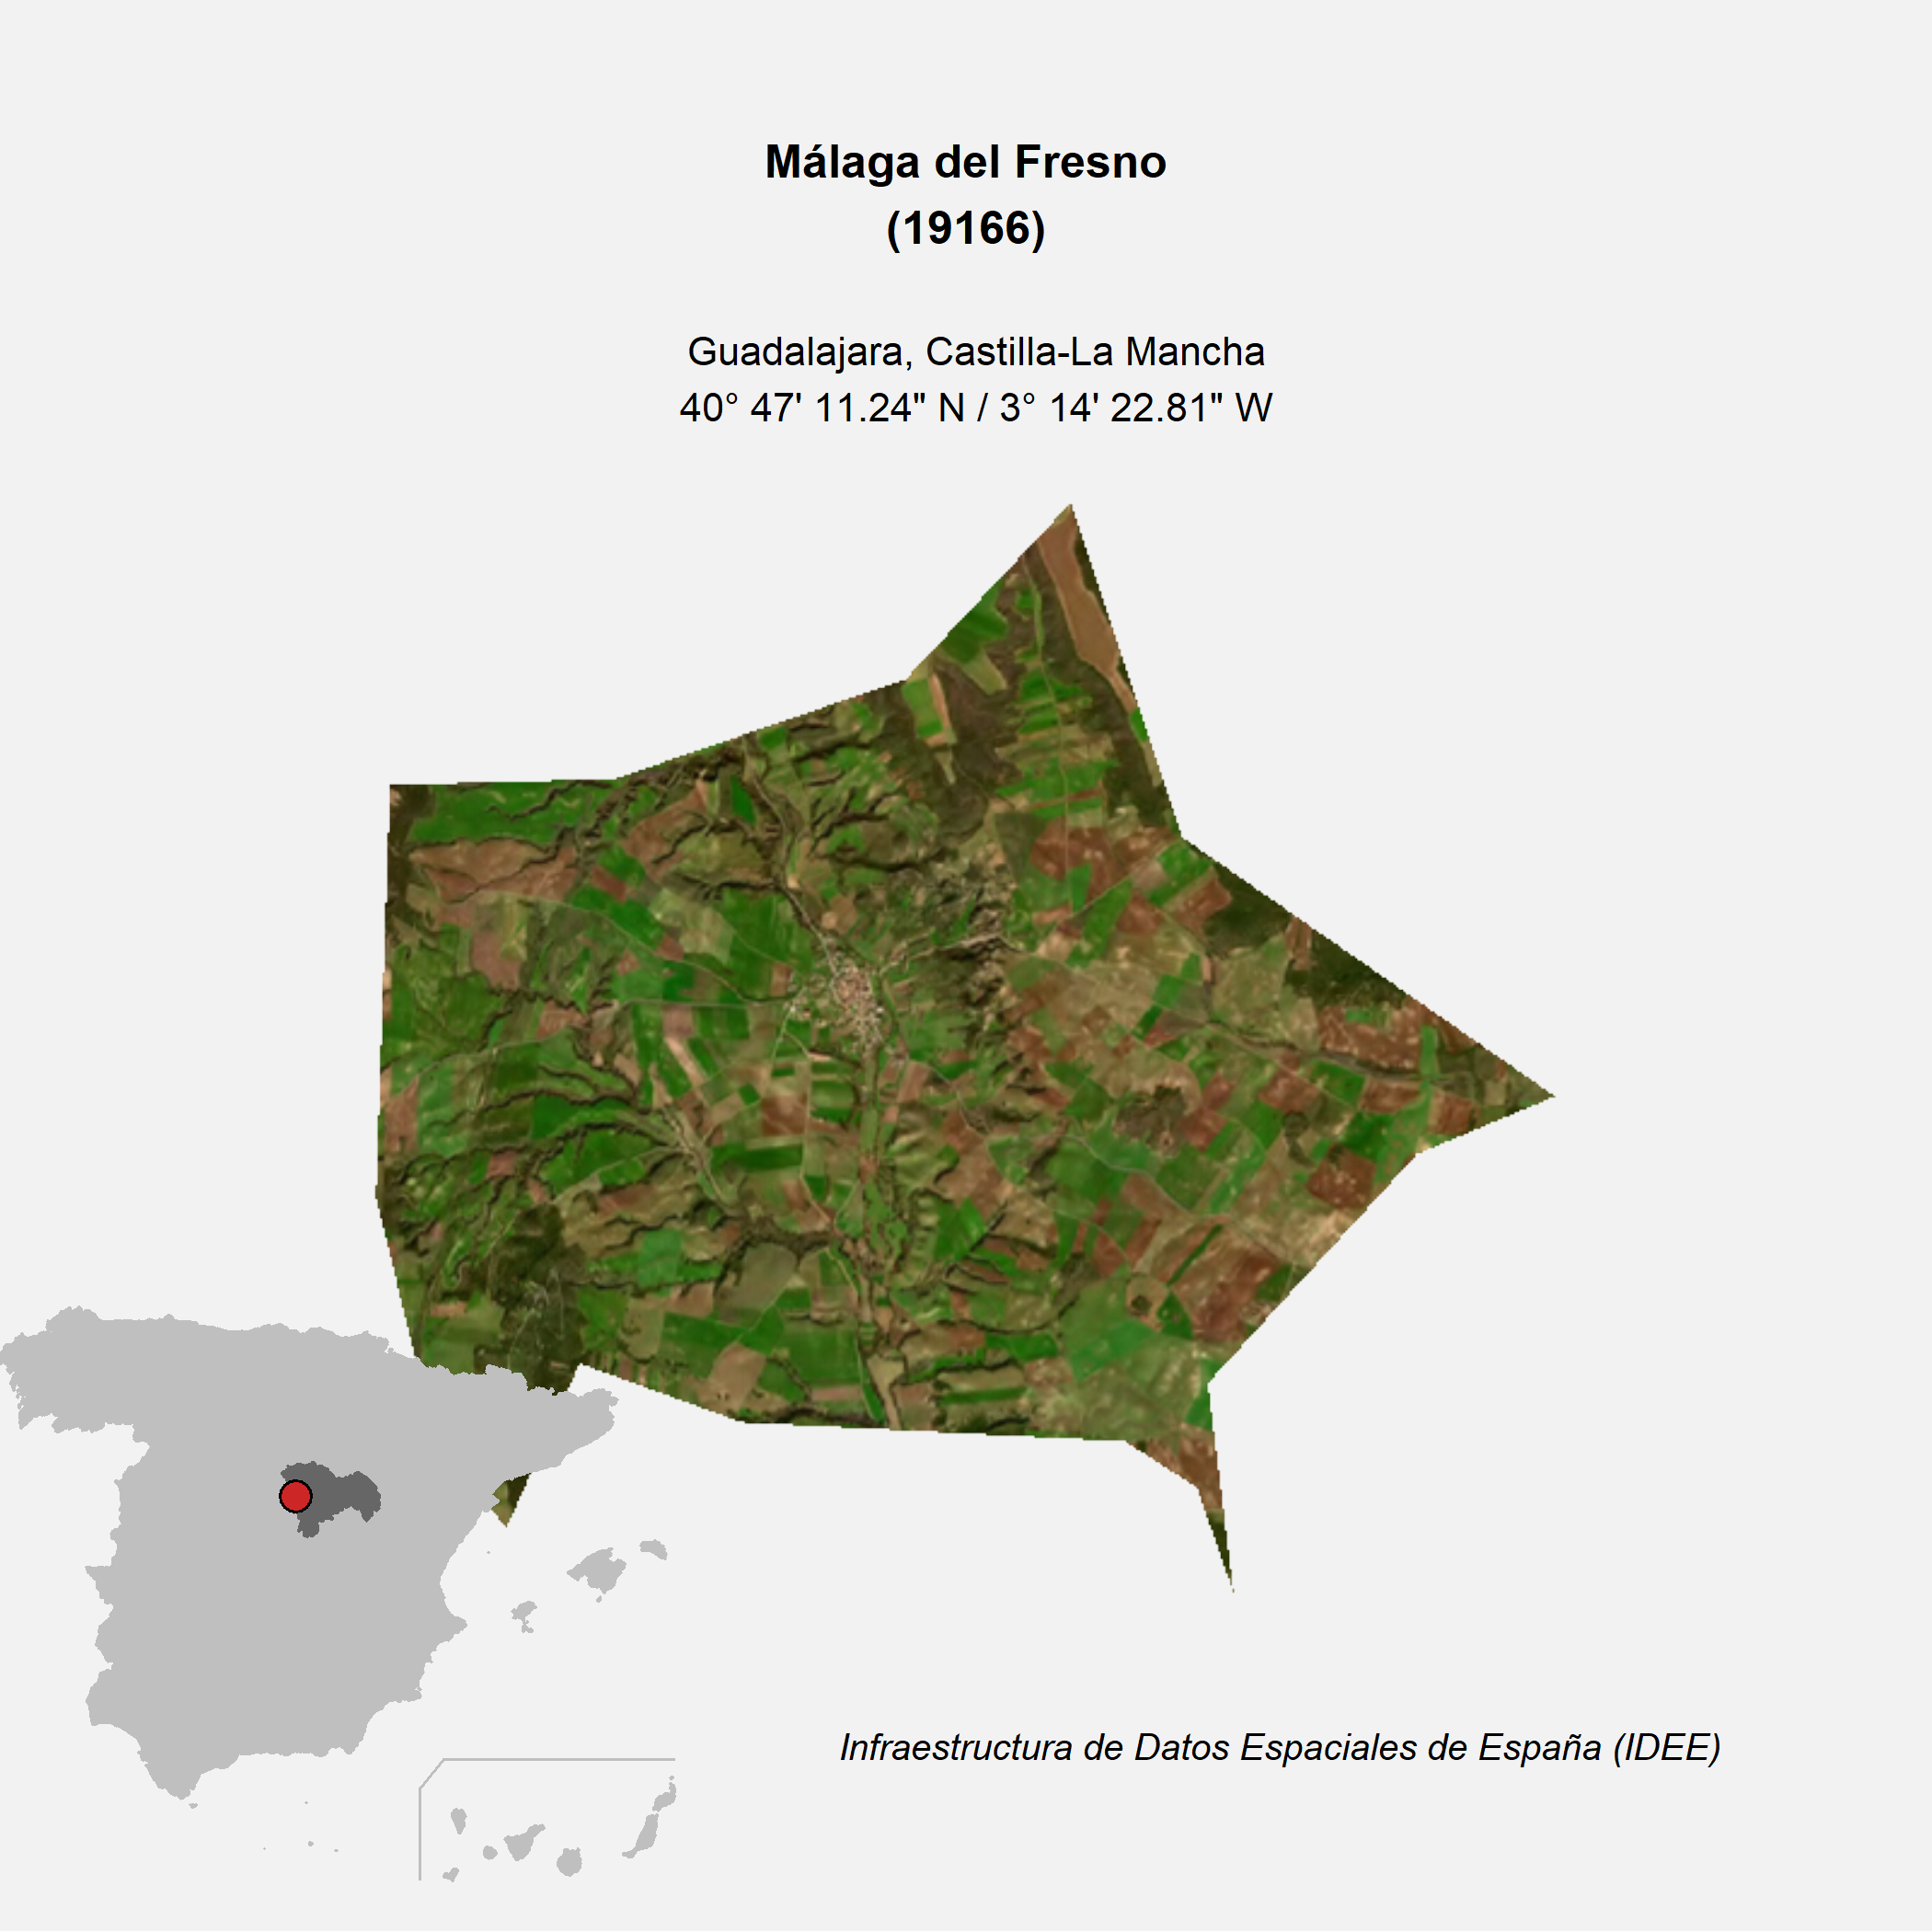 Málaga del Fresno
(19166)
Guadalajara, Castilla-La Mancha
40° 47' 11.24" N / 3° 14' 22.81" W
Infraestructura de Datos Espaciales de España (IDEE)